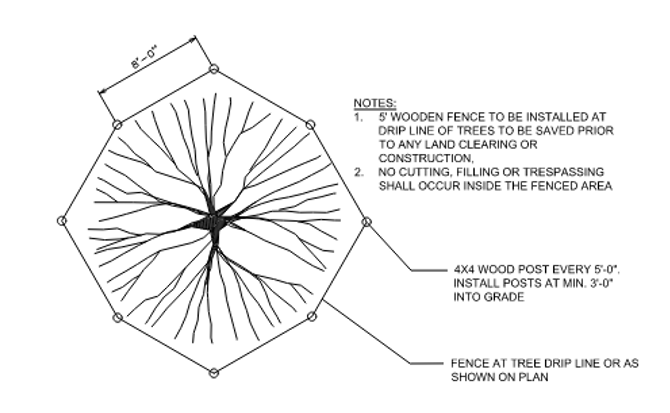 8'-0"
NOTES:
1. 5' WOODEN FENCE TO BE INSTALLED AT
DRIP LINE OF TREES TO BE SAVED PRIOR
TO ANY LAND CLEARING OR
CONSTRUCTION,
2. NO CUTTING, FILLING OR TRESPASSING
SHALL OCCUR INSIDE THE FENCED AREA
4X4 WOOD POST EVERY 5'-0".
INSTALL POSTS AT MIN. 3'-0"
INTO GRADE
FENCE AT TREE DRIP LINE OR AS
SHOWN ON PLAN